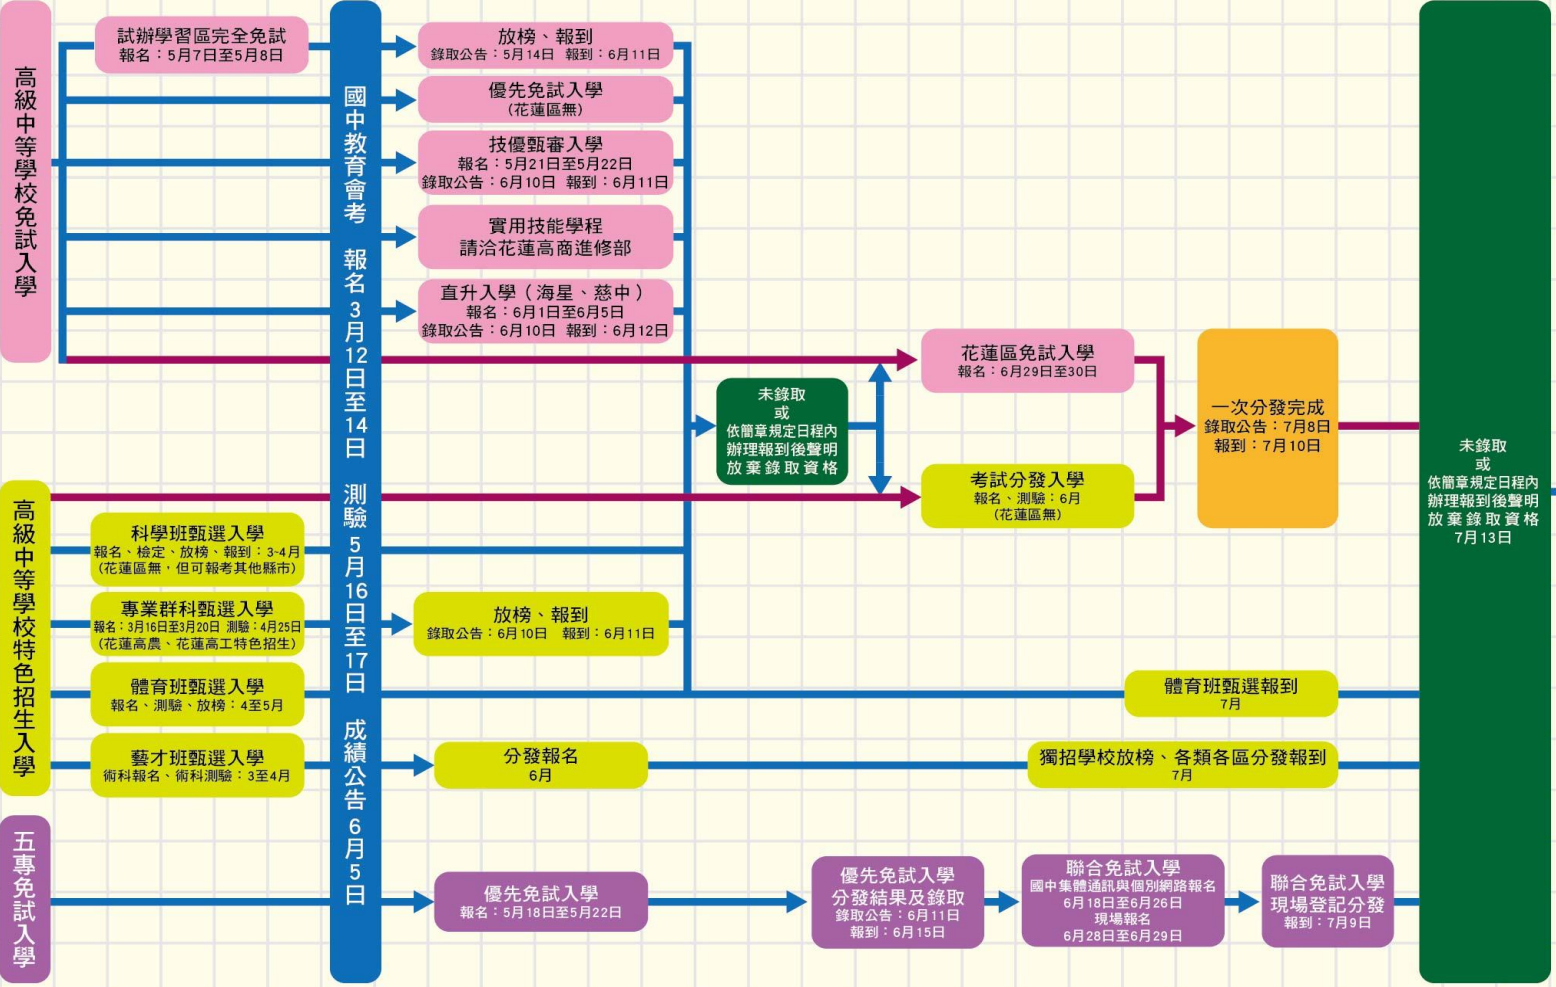 高級中等學校免試入學
試辦學習區完全免試
報名：5月7日至5月8日
國中教育會考 報名3月12日至14日 測驗5月16日至17日 成績公告6月5日
放榜、報到
錄取公告：5月14日 報到：6月11日
優先免試入學
(花蓮區無)
技優甄審入學
報名：5月21日至5月22日
錄取公告：6月10日 報到：6月11日
實用技能學程
請洽花蓮高商進修部
直升入學（海星、慈中）
報名：6月1日至6月5日
錄取公告：6月10日 報到：6月12日
未錄取
或
依簡章規定日程內
辦理報到後聲明
放棄錄取資格
花蓮區免試入學
報名：6月29日至30日
考試分發入學
報名、測驗：6月
(花蓮區無)
一次分發完成
錄取公告：7月8日
報到：7月10日
未錄取
或
依簡章規定日程內
辦理報到後聲明
放棄錄取資格
7月13日
高級中等學校特色招生入學
科學班甄選入學
報名、檢定、放榜、報到：3-4月
(花蓮區無，但可報考其他縣市)
專業群科甄選入學
報名：3月16日至3月20日 測驗：4月25日
(花蓮高農、花蓮高工特色招生)
放榜、報到
錄取公告：6月10日 報到：6月11日
體育班甄選入學
報名、測驗、放榜：4至5月
體育班甄選報到
7月
藝才班甄選入學
術科報名、術科測驗：3至4月
分發報名
6月
獨招學校放榜、各類各區分發報到
7月
五專免試入學
優先免試入學
報名：5月18日至5月22日
優先免試入學
分發結果及錄取
錄取公告：6月11日
報到：6月15日
聯合免試入學
國中集體通訊與個別網路報名
6月18日至6月26日
現場報名
6月28日至6月29日
聯合免試入學
現場登記分發
報到：7月9日